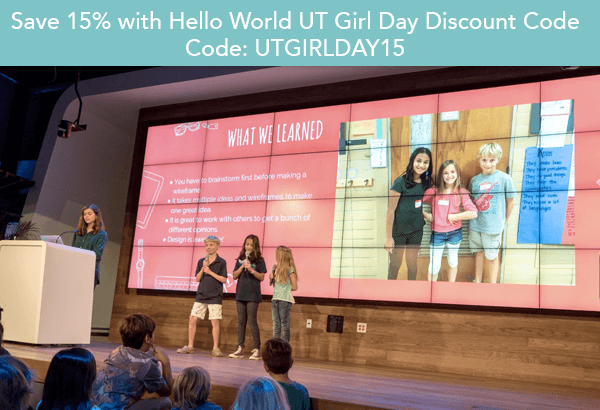 Save 15% with Hello World UT Girl Day Discount Code
Code: UTGIRLDAY15
WHAT WE LEARNED
• You have to brainstorm first before making a
wireframe
• It takes multiple ideas and wireframes to make
one great idea
• It is great to work with others to get a bunch of
different opinions.
• Design